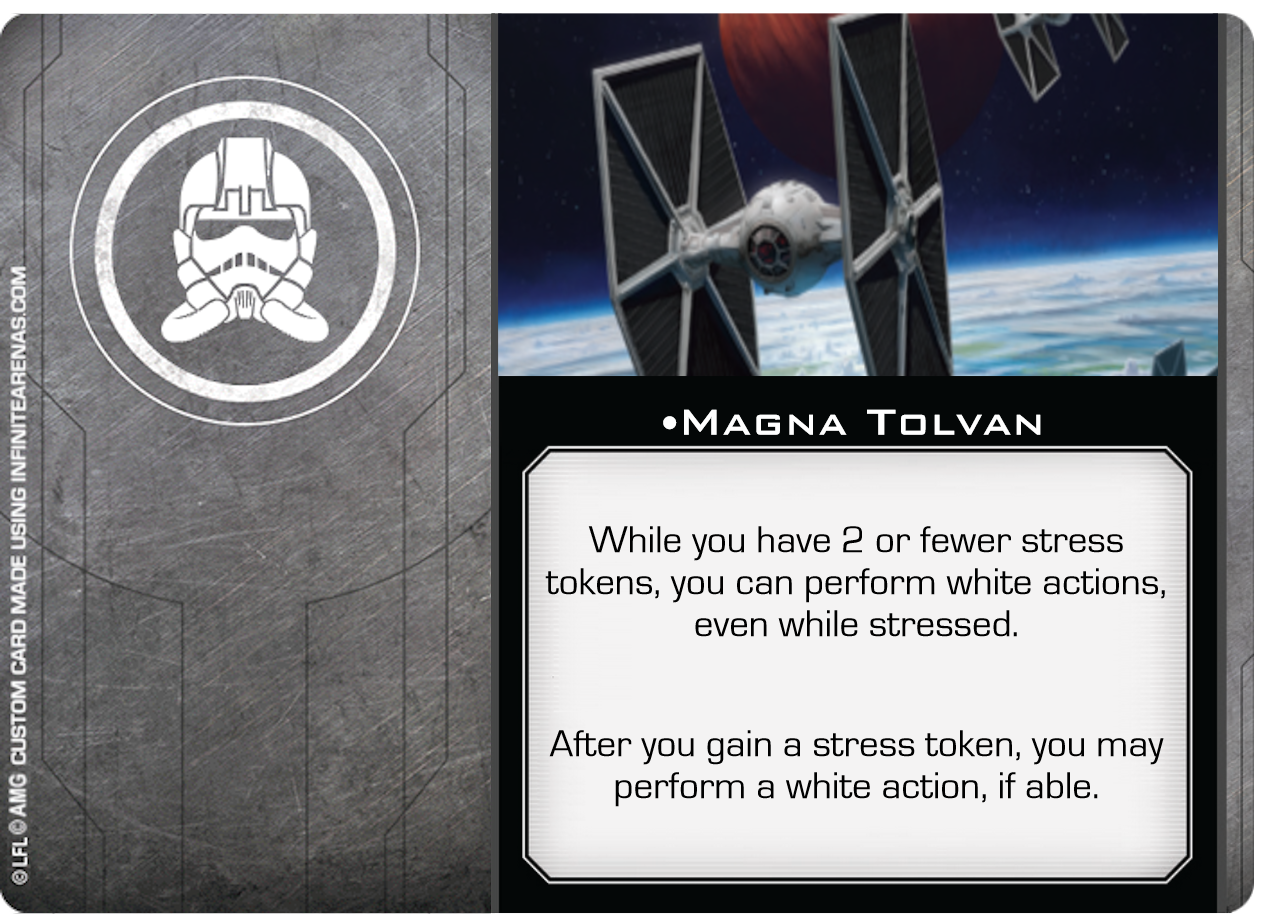 •MAGNA TOLVAN
While you have 2 or fewer stress
tokens, you can perform white actions,
even while stressed.
After you gain a stress token, you may
perform a white action, if able.
©LFL ©AMG CUSTOM CARD MADE USING INFINITEARENAS.COM